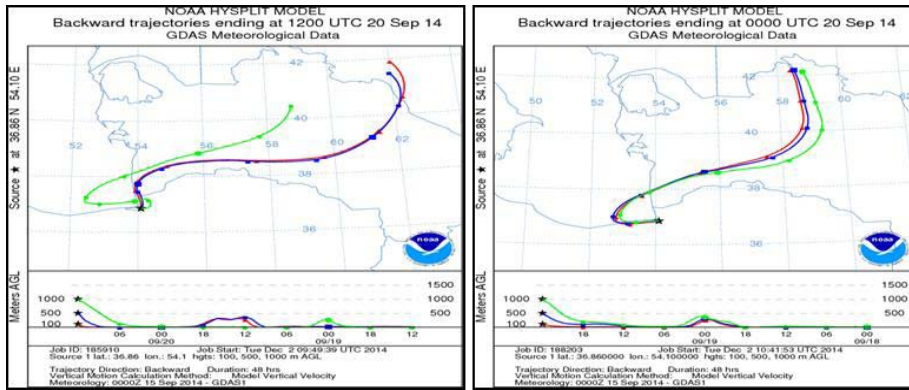 NOAA HYSPLIT MODEL
Backward trajectories ending at 1200 UTC 20 Sep 14
GDAS Meteorological Data
Source ★ at 36.86 N 54.10 E
42
40
38
36
52
54
56
58
60
62
noaa
Meters AGL
1500
1000
500
1000
500
100
06
00
18
12
06
00
18
12
09/20
09/19
Job ID: 185910 Job Start: Tue Dec 2 09:49:39 UTC 2014
Source 1 lat.: 36.86 lon.: 54.1 hgts: 100, 500, 1000 m AGL
Trajectory Direction: Backward Duration: 48 hrs
Vertical Motion Calculation Method: Model Vertical Velocity
Meteorology: 0000Z 15 Sep 2014 - GDAS1
NOAA HYSPLIT MODEL
Backward trajectories ending at 0000 UTC 20 Sep 14
GDAS Meteorological Data
Source ★ at 36.86 N 54.10 E
42
40
38
36
52
54
56
58
60
62
noaa
Meters AGL
1500
1000
500
1000
500
100
18
12
06
00
18
12
06
00
09/19
09/18
Job ID: 188203 Job Start: Tue Dec 2 10:41:53 UTC 2014
Source 1 lat.: 36.860000 lon.: 54.100000 hgts: 100, 500, 1000 m AGL
Trajectory Direction: Backward Duration: 48 hrs
Vertical Motion Calculation Method: Model Vertical Velocity
Meteorology: 0000Z 15 Sep 2014 - GDAS1